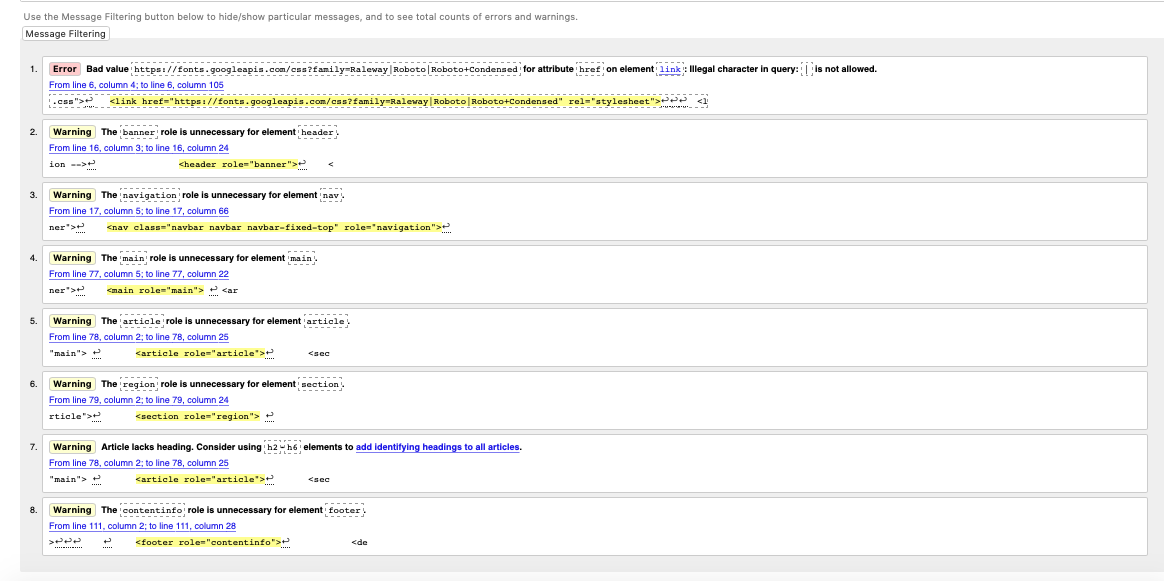 Use the Message Filtering button below to hide/show particular messages, and to see total counts of errors and warnings.
Message Filtering
1. Error Bad value https://fonts.googleapis.com/css?family=Raleway|Roboto|Roboto+Condensed for attribute href on element link: Illegal character in query: | is not allowed.
From line 6, column 4; to line 6, column 105
.css">↩ <link href="https://fonts.googleapis.com/css?family=Raleway|Roboto|Roboto+Condensed" rel="stylesheet">↩↩↩ <l
2. Warning The banner role is unnecessary for element header.
From line 16, column 3; to line 16, column 24
ion -->↩ <header role="banner">↩ <
3. Warning The navigation role is unnecessary for element nav.
From line 17, column 5; to line 17, column 66
ner">↩ <nav class="navbar navbar navbar-fixed-top" role="navigation">↩
4. Warning The main role is unnecessary for element main.
From line 77, column 5; to line 77, column 22
ner">↩ <main role="main"> ↩ <ar
5. Warning The article role is unnecessary for element article.
From line 78, column 2; to line 78, column 25
"main"> ↩ <article role="article">↩ <sec
6. Warning The region role is unnecessary for element section.
From line 79, column 2; to line 79, column 24
rticle">↩ <section role="region"> ↩
7. Warning Article lacks heading. Consider using h2-h6 elements to add identifying headings to all articles.
From line 78, column 2; to line 78, column 25
"main"> ↩ <article role="article">↩ <sec
8. Warning The contentinfo role is unnecessary for element footer.
From line 111, column 2; to line 111, column 28
>↩↩↩ ↩ <footer role="contentinfo">↩ <de